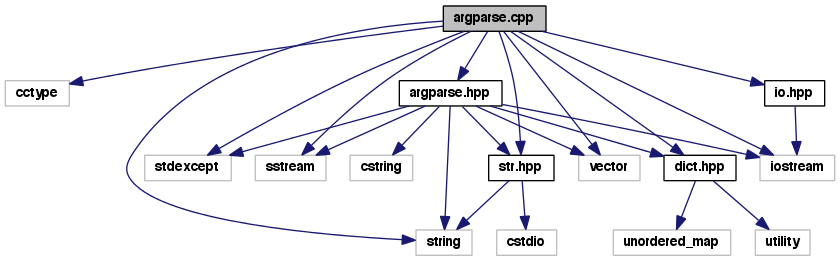 argparse.cpp
cctype
argparse.hpp
io.hpp
stdexcept
sstream
cstring
str.hpp
vector
dict.hpp
iostream
string
cstdio
unordered_map
utility